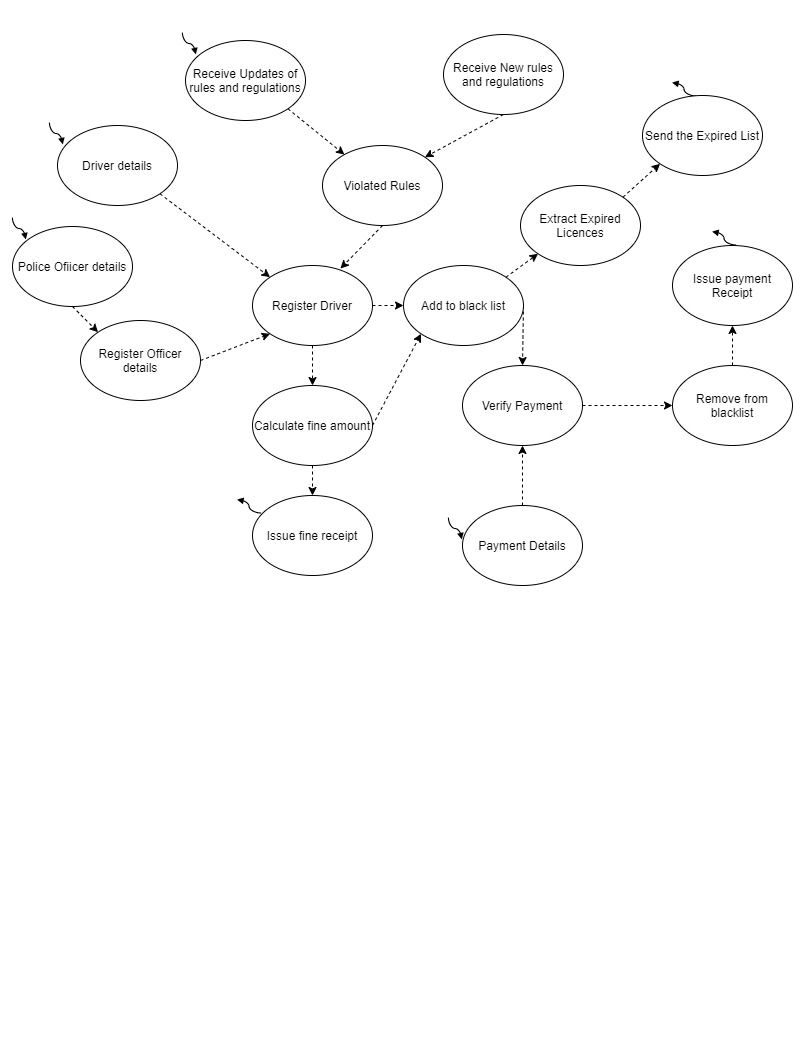 Receive Updates of
rules and regulations
Receive New rules
and regulations
Send the Expired List
Driver details
Violated Rules
Extract Expired
Licences
Police Ofiicer details
Issue payment
Receipt
Register Driver
Add to black list
Register Officer
details
Verify Payment
Remove from
blacklist
Calculate fine amount
Issue fine receipt
Payment Details